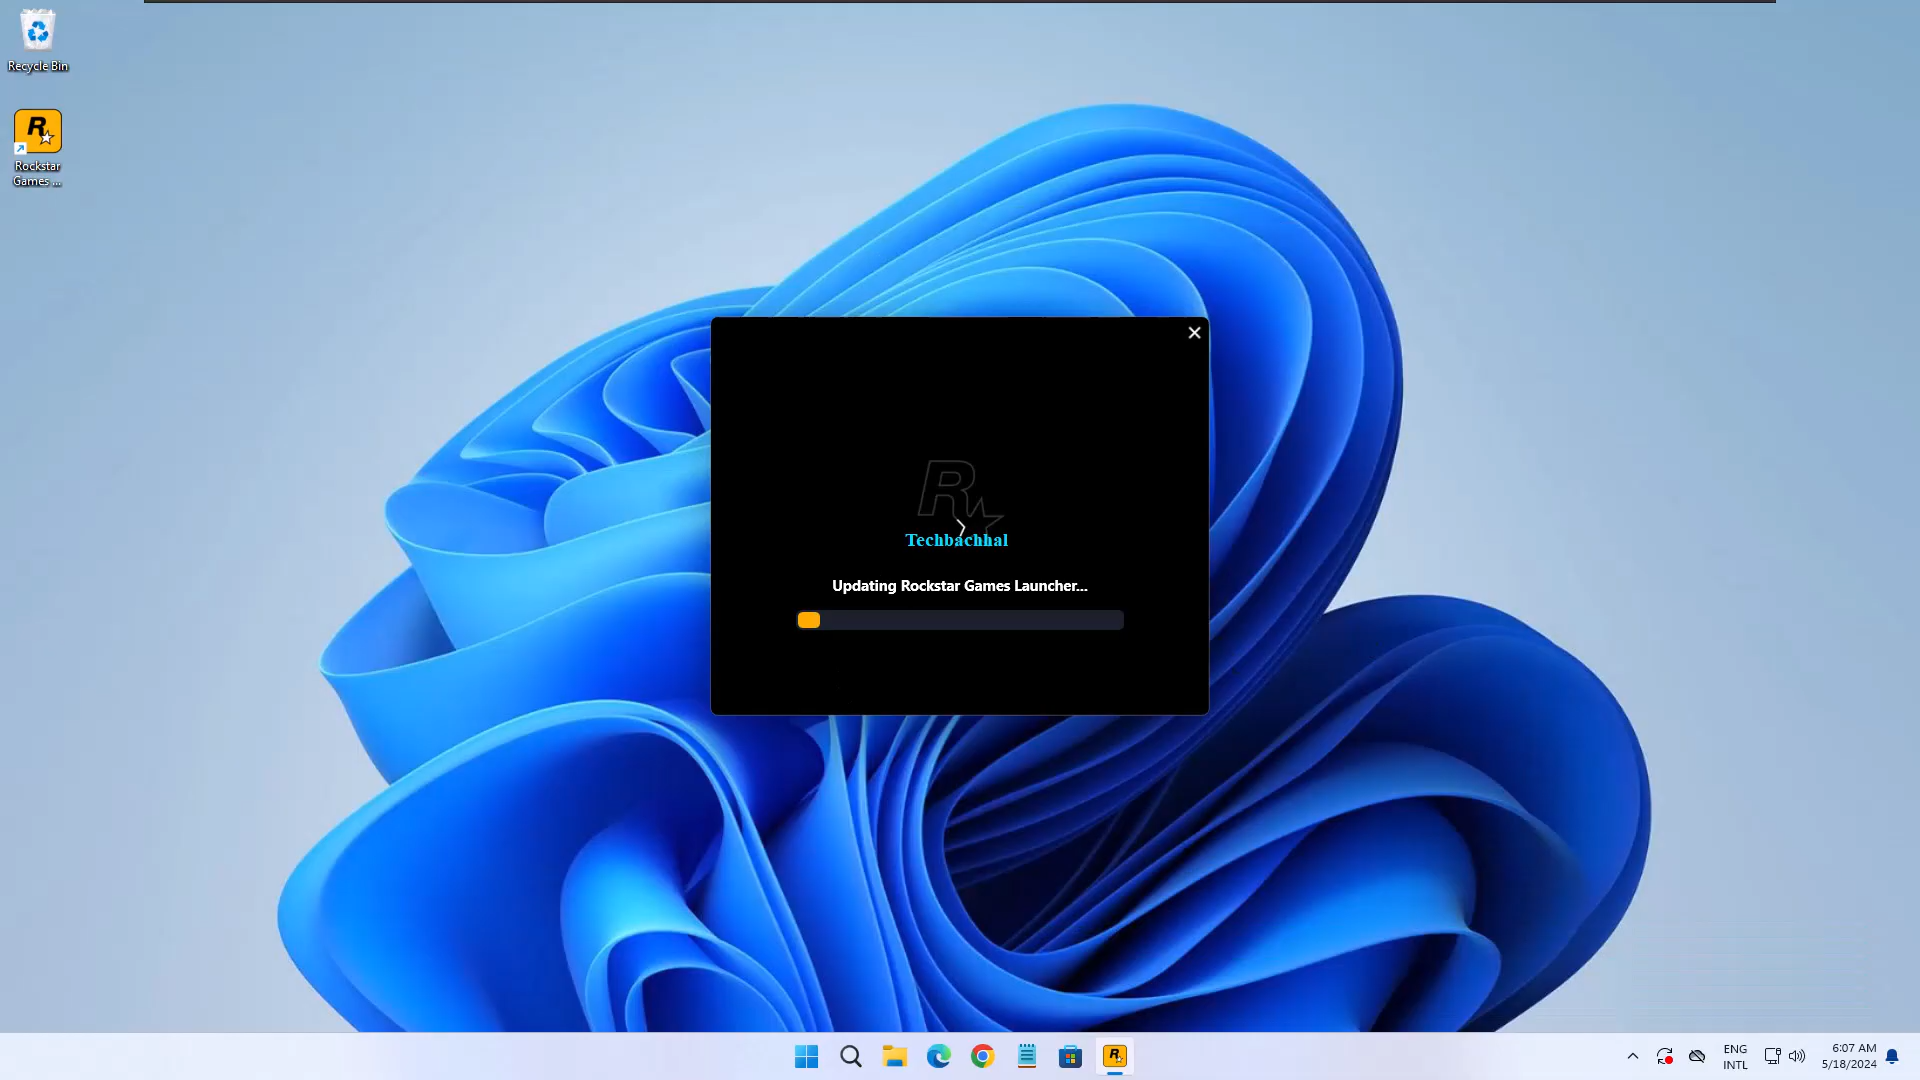 Recycle Bin
Rockstar
Games ...
Techbachhal
Updating Rockstar Games Launcher...
ENG
INTL
6:07 AM
5/18/2024